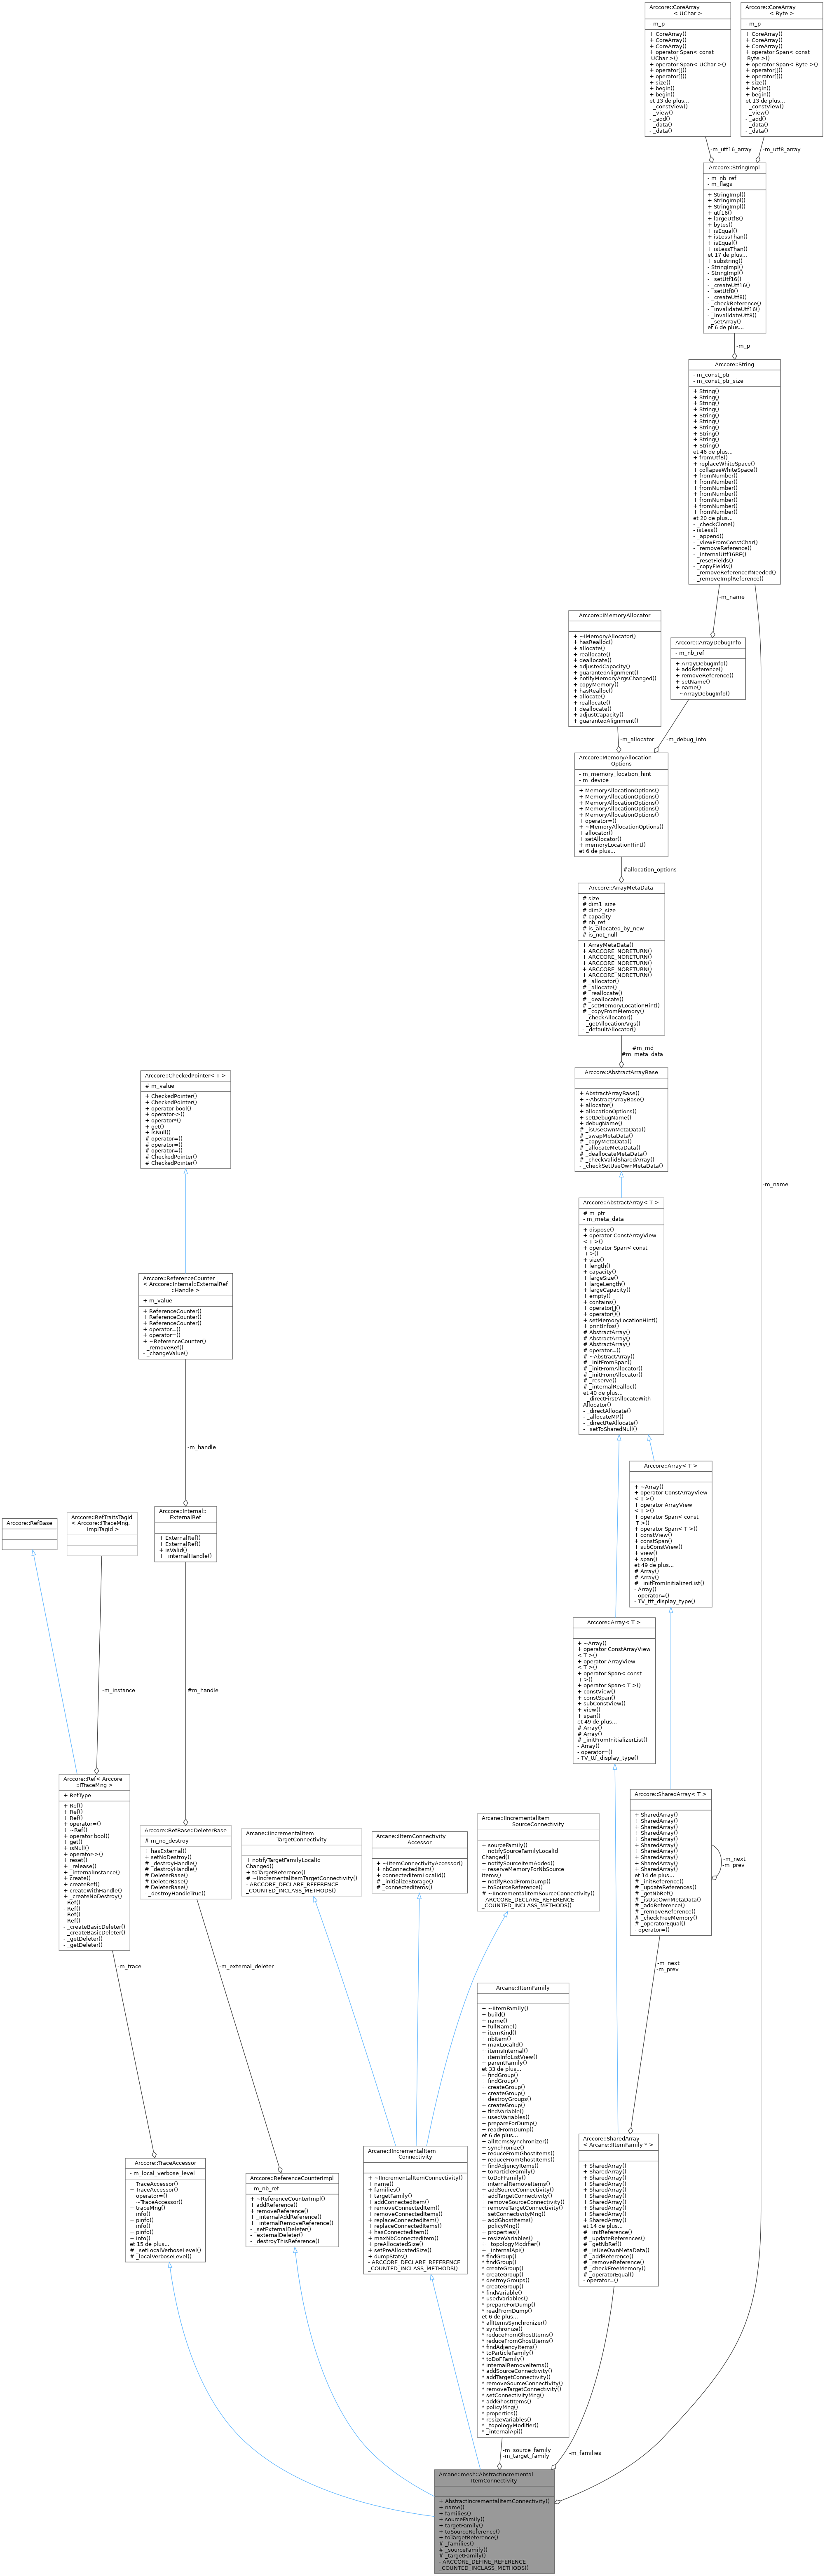 Arccore::CoreArray
< UChar >
- m_p
+ CoreArray()
+ CoreArray()
+ CoreArray()
+ operator Span< const
UChar >()
+ operator Span< UChar >()
+ operator[]()
+ operator[]()
+ size()
+ begin()
+ begin()
et 13 de plus...
- _constView()
- _view()
- _add()
- _data()
- _data()
Arccore::CoreArray
< Byte >
- m_p
+ CoreArray()
+ CoreArray()
+ CoreArray()
+ operator Span< const
Byte >()
+ operator Span< Byte >()
+ operator[]()
+ operator[]()
+ size()
+ begin()
+ begin()
et 13 de plus...
- _constView()
- _view()
- _add()
- _data()
- _data()
-m_utf16_array
-m_utf8_array
Arccore::StringImpl
- m_nb_ref
- m_flags
+ StringImpl()
+ StringImpl()
+ StringImpl()
+ utf16()
+ largeUtf8()
+ bytes()
+ isEqual()
+ isLessThan()
+ isEqual()
+ isLessThan()
et 17 de plus...
+ substring()
- StringImpl()
- StringImpl()
- _setUtf16()
- _createUtf16()
- _setUtf8()
- _createUtf8()
- _checkReference()
- _invalidateUtf16()
- _invalidateUtf8()
- _setArray()
et 6 de plus...
-m_p
Arccore::String
- m_const_ptr
- m_const_ptr_size
+ String()
+ String()
+ String()
+ String()
+ String()
+ String()
+ String()
+ String()
+ String()
+ String()
et 46 de plus...
+ fromUtf8()
+ replaceWhiteSpace()
+ collapseWhiteSpace()
+ fromNumber()
+ fromNumber()
+ fromNumber()
+ fromNumber()
+ fromNumber()
+ fromNumber()
+ fromNumber()
et 20 de plus...
- _checkClone()
- isLess()
- _append()
- _viewFromConstChar()
- _removeReference()
- _internalUtf16BE()
- _resetFields()
- _copyFields()
- _removeReferenceIfNeeded()
- _removeImplReference()
-m_name
Arccore::IMemoryAllocator
+ ~IMemoryAllocator()
+ hasRealloc()
+ allocate()
+ reallocate()
+ deallocate()
+ adjustedCapacity()
+ guarantedAlignment()
+ notifyMemoryArgsChanged()
+ copyMemory()
+ hasRealloc()
+ allocate()
+ reallocate()
+ deallocate()
+ adjustCapacity()
+ guarantedAlignment()
Arccore::ArrayDebugInfo
- m_nb_ref
+ ArrayDebugInfo()
+ addReference()
+ removeReference()
+ setName()
+ name()
- ~ArrayDebugInfo()
-m_allocator
-m_debug_info
Arccore::MemoryAllocation
Options
- m_memory_location_hint
- m_device
+ MemoryAllocationOptions()
+ MemoryAllocationOptions()
+ MemoryAllocationOptions()
+ MemoryAllocationOptions()
+ MemoryAllocationOptions()
+ operator=()
+ ~MemoryAllocationOptions()
+ allocator()
+ setAllocator()
+ memoryLocationHint()
et 6 de plus...
#allocation_options
Arccore::ArrayMetaData
# size
# dim1_size
# dim2_size
# capacity
# nb_ref
# is_allocated_by_new
# is_not_null
+ ArrayMetaData()
+ ARCCORE_NORETURN()
+ ARCCORE_NORETURN()
+ ARCCORE_NORETURN()
+ ARCCORE_NORETURN()
+ ARCCORE_NORETURN()
# _allocator()
# _allocate()
# _reallocate()
# _deallocate()
# _setMemoryLocationHint()
# _copyFromMemory()
- _checkAllocator()
- _getAllocationArgs()
- _defaultAllocator()
#m_md
#m_meta_data
Arccore::AbstractArrayBase
+ AbstractArrayBase()
+ ~AbstractArrayBase()
+ allocator()
+ allocationOptions()
+ setDebugName()
+ debugName()
# _isUseOwnMetaData()
# _swapMetaData()
# _copyMetaData()
# _allocateMetaData()
# _deallocateMetaData()
# _checkValidSharedArray()
- _checkSetUseOwnMetaData()
Arccore::CheckedPointer< T >
# m_value
+ CheckedPointer()
+ CheckedPointer()
+ operator bool()
+ operator->()
+ operator*()
+ get()
+ isNull()
# operator=()
# operator=()
# operator=()
# CheckedPointer()
# CheckedPointer()
-m_name
Arccore::AbstractArray< T >
# m_ptr
- m_meta_data
+ dispose()
+ operator ConstArrayView
< T >()
+ operator Span< const
T >()
+ size()
+ length()
+ capacity()
+ largeSize()
+ largeLength()
+ largeCapacity()
+ empty()
+ contains()
+ operator[]()
+ operator()()
+ setMemoryLocationHint()
+ printInfos()
# AbstractArray()
# AbstractArray()
# AbstractArray()
# operator=()
# ~AbstractArray()
# _initFromSpan()
# _initFromAllocator()
# _initFromAllocator()
# _reserve()
# _internalRealloc()
et 40 de plus...
- _directFirstAllocateWith
Allocator()
- _directAllocate()
- _allocateMP()
- _directReAllocate()
- _setToSharedNull()
Arccore::ReferenceCounter
< Arccore::Internal::ExternalRef
::Handle >
+ m_value
+ ReferenceCounter()
+ ReferenceCounter()
+ ReferenceCounter()
+ operator=()
+ operator=()
+ ~ReferenceCounter()
- _removeRef()
- _changeValue()
-m_handle
Arccore::Array< T >
+ ~Array()
+ operator ConstArrayView
< T >()
+ operator ArrayView
< T >()
+ operator Span< const
T >()
+ operator Span< T >()
+ constView()
+ constSpan()
+ subConstView()
+ view()
+ span()
et 49 de plus...
# Array()
# Array()
# _initFromInitializerList()
- Array()
- operator=()
- TV_ttf_display_type()
Arccore::RefBase
Arccore::RefTraitsTagId
< Arccore::ITraceMng,
ImplTagId >
Arccore::Internal::
ExternalRef
+ ExternalRef()
+ ExternalRef()
+ isValid()
+ _internalHandle()
Arccore::Array< T >
+ ~Array()
+ operator ConstArrayView
< T >()
+ operator ArrayView
< T >()
+ operator Span< const
T >()
+ operator Span< T >()
+ constView()
+ constSpan()
+ subConstView()
+ view()
+ span()
et 49 de plus...
# Array()
# Array()
# _initFromInitializerList()
- Array()
- operator=()
- TV_ttf_display_type()
-m_instance
#m_handle
Arccore::Ref< Arccore
::ITraceMng >
+ RefType
+ Ref()
+ Ref()
+ Ref()
+ operator=()
+ ~Ref()
+ operator bool()
+ get()
+ isNull()
+ operator->()
+ reset()
+ _release()
+ _internalInstance()
+ create()
+ createRef()
+ createWithHandle()
+ _createNoDestroy()
- Ref()
- Ref()
- Ref()
- Ref()
- _createBasicDeleter()
- _createBasicDeleter()
- _getDeleter()
- _getDeleter()
Arccore::RefBase::DeleterBase
# m_no_destroy
+ hasExternal()
+ setNoDestroy()
# _destroyHandle()
# _destroyHandle()
# DeleterBase()
# DeleterBase()
# DeleterBase()
- _destroyHandleTrue()
Arcane::IIncrementalItem
TargetConnectivity
+ notifyTargetFamilyLocalId
Changed()
+ toTargetReference()
# ~IIncrementalItemTargetConnectivity()
- ARCCORE_DECLARE_REFERENCE
_COUNTED_INCLASS_METHODS()
Arcane::IItemConnectivity
Accessor
+ ~IItemConnectivityAccessor()
+ nbConnectedItem()
+ connectedItemLocalId()
# _initializeStorage()
# _connectedItems()
Arcane::IIncrementalItem
SourceConnectivity
+ sourceFamily()
+ notifySourceFamilyLocalId
Changed()
+ notifySourceItemAdded()
+ reserveMemoryForNbSource
Items()
+ notifyReadFromDump()
+ toSourceReference()
# ~IIncrementalItemSourceConnectivity()
- ARCCORE_DECLARE_REFERENCE
_COUNTED_INCLASS_METHODS()
Arccore::SharedArray< T >
+ SharedArray()
+ SharedArray()
+ SharedArray()
+ SharedArray()
+ SharedArray()
+ SharedArray()
+ SharedArray()
+ SharedArray()
+ SharedArray()
+ SharedArray()
et 14 de plus...
# _initReference()
# _updateReferences()
# _getNbRef()
# _isUseOwnMetaData()
# _addReference()
# _removeReference()
# _checkFreeMemory()
# _operatorEqual()
- operator=()
-m_next
-m_prev
-m_trace
-m_external_deleter
-m_next
-m_prev
Arcane::IItemFamily
+ ~IItemFamily()
+ build()
+ name()
+ fullName()
+ itemKind()
+ nbItem()
+ maxLocalId()
+ itemsInternal()
+ itemInfoListView()
+ parentFamily()
et 33 de plus...
+ findGroup()
+ findGroup()
+ createGroup()
+ createGroup()
+ destroyGroups()
+ createGroup()
+ findVariable()
+ usedVariables()
+ prepareForDump()
+ readFromDump()
et 6 de plus...
+ allItemsSynchronizer()
+ synchronize()
+ reduceFromGhostItems()
+ reduceFromGhostItems()
+ findAdjencyItems()
+ toParticleFamily()
+ toDoFFamily()
+ internalRemoveItems()
+ addSourceConnectivity()
+ addTargetConnectivity()
+ removeSourceConnectivity()
+ removeTargetConnectivity()
+ setConnectivityMng()
+ addGhostItems()
+ policyMng()
+ properties()
+ resizeVariables()
+ _topologyModifier()
+ _internalApi()
* findGroup()
* findGroup()
* createGroup()
* createGroup()
* destroyGroups()
* createGroup()
* findVariable()
* usedVariables()
* prepareForDump()
* readFromDump()
et 6 de plus...
* allItemsSynchronizer()
* synchronize()
* reduceFromGhostItems()
* reduceFromGhostItems()
* findAdjencyItems()
* toParticleFamily()
* toDoFFamily()
* internalRemoveItems()
* addSourceConnectivity()
* addTargetConnectivity()
* removeSourceConnectivity()
* removeTargetConnectivity()
* setConnectivityMng()
* addGhostItems()
* policyMng()
* properties()
* resizeVariables()
* _topologyModifier()
* _internalApi()
Arccore::TraceAccessor
- m_local_verbose_level
+ TraceAccessor()
+ TraceAccessor()
+ operator=()
+ ~TraceAccessor()
+ traceMng()
+ info()
+ pinfo()
+ info()
+ pinfo()
+ info()
et 15 de plus...
# _setLocalVerboseLevel()
# _localVerboseLevel()
Arccore::ReferenceCounterImpl
- m_nb_ref
+ ~ReferenceCounterImpl()
+ addReference()
+ removeReference()
+ _internalAddReference()
+ _internalRemoveReference()
- _setExternalDeleter()
- _externalDeleter()
- _destroyThisReference()
Arcane::IIncrementalItem
Connectivity
+ ~IIncrementalItemConnectivity()
+ name()
+ families()
+ targetFamily()
+ addConnectedItem()
+ removeConnectedItem()
+ removeConnectedItems()
+ replaceConnectedItem()
+ replaceConnectedItems()
+ hasConnectedItem()
+ maxNbConnectedItem()
+ preAllocatedSize()
+ setPreAllocatedSize()
+ dumpStats()
- ARCCORE_DECLARE_REFERENCE
_COUNTED_INCLASS_METHODS()
Arccore::SharedArray
< Arcane::IItemFamily * >
+ SharedArray()
+ SharedArray()
+ SharedArray()
+ SharedArray()
+ SharedArray()
+ SharedArray()
+ SharedArray()
+ SharedArray()
+ SharedArray()
+ SharedArray()
et 14 de plus...
# _initReference()
# _updateReferences()
# _getNbRef()
# _isUseOwnMetaData()
# _addReference()
# _removeReference()
# _checkFreeMemory()
# _operatorEqual()
- operator=()
-m_source_family
-m_target_family
-m_families
Arcane::mesh::AbstractIncremental
ItemConnectivity
+ AbstractIncrementalItemConnectivity()
+ name()
+ families()
+ sourceFamily()
+ targetFamily()
+ toSourceReference()
+ toTargetReference()
# _families()
# _sourceFamily()
# _targetFamily()
- ARCCORE_DEFINE_REFERENCE
_COUNTED_INCLASS_METHODS()